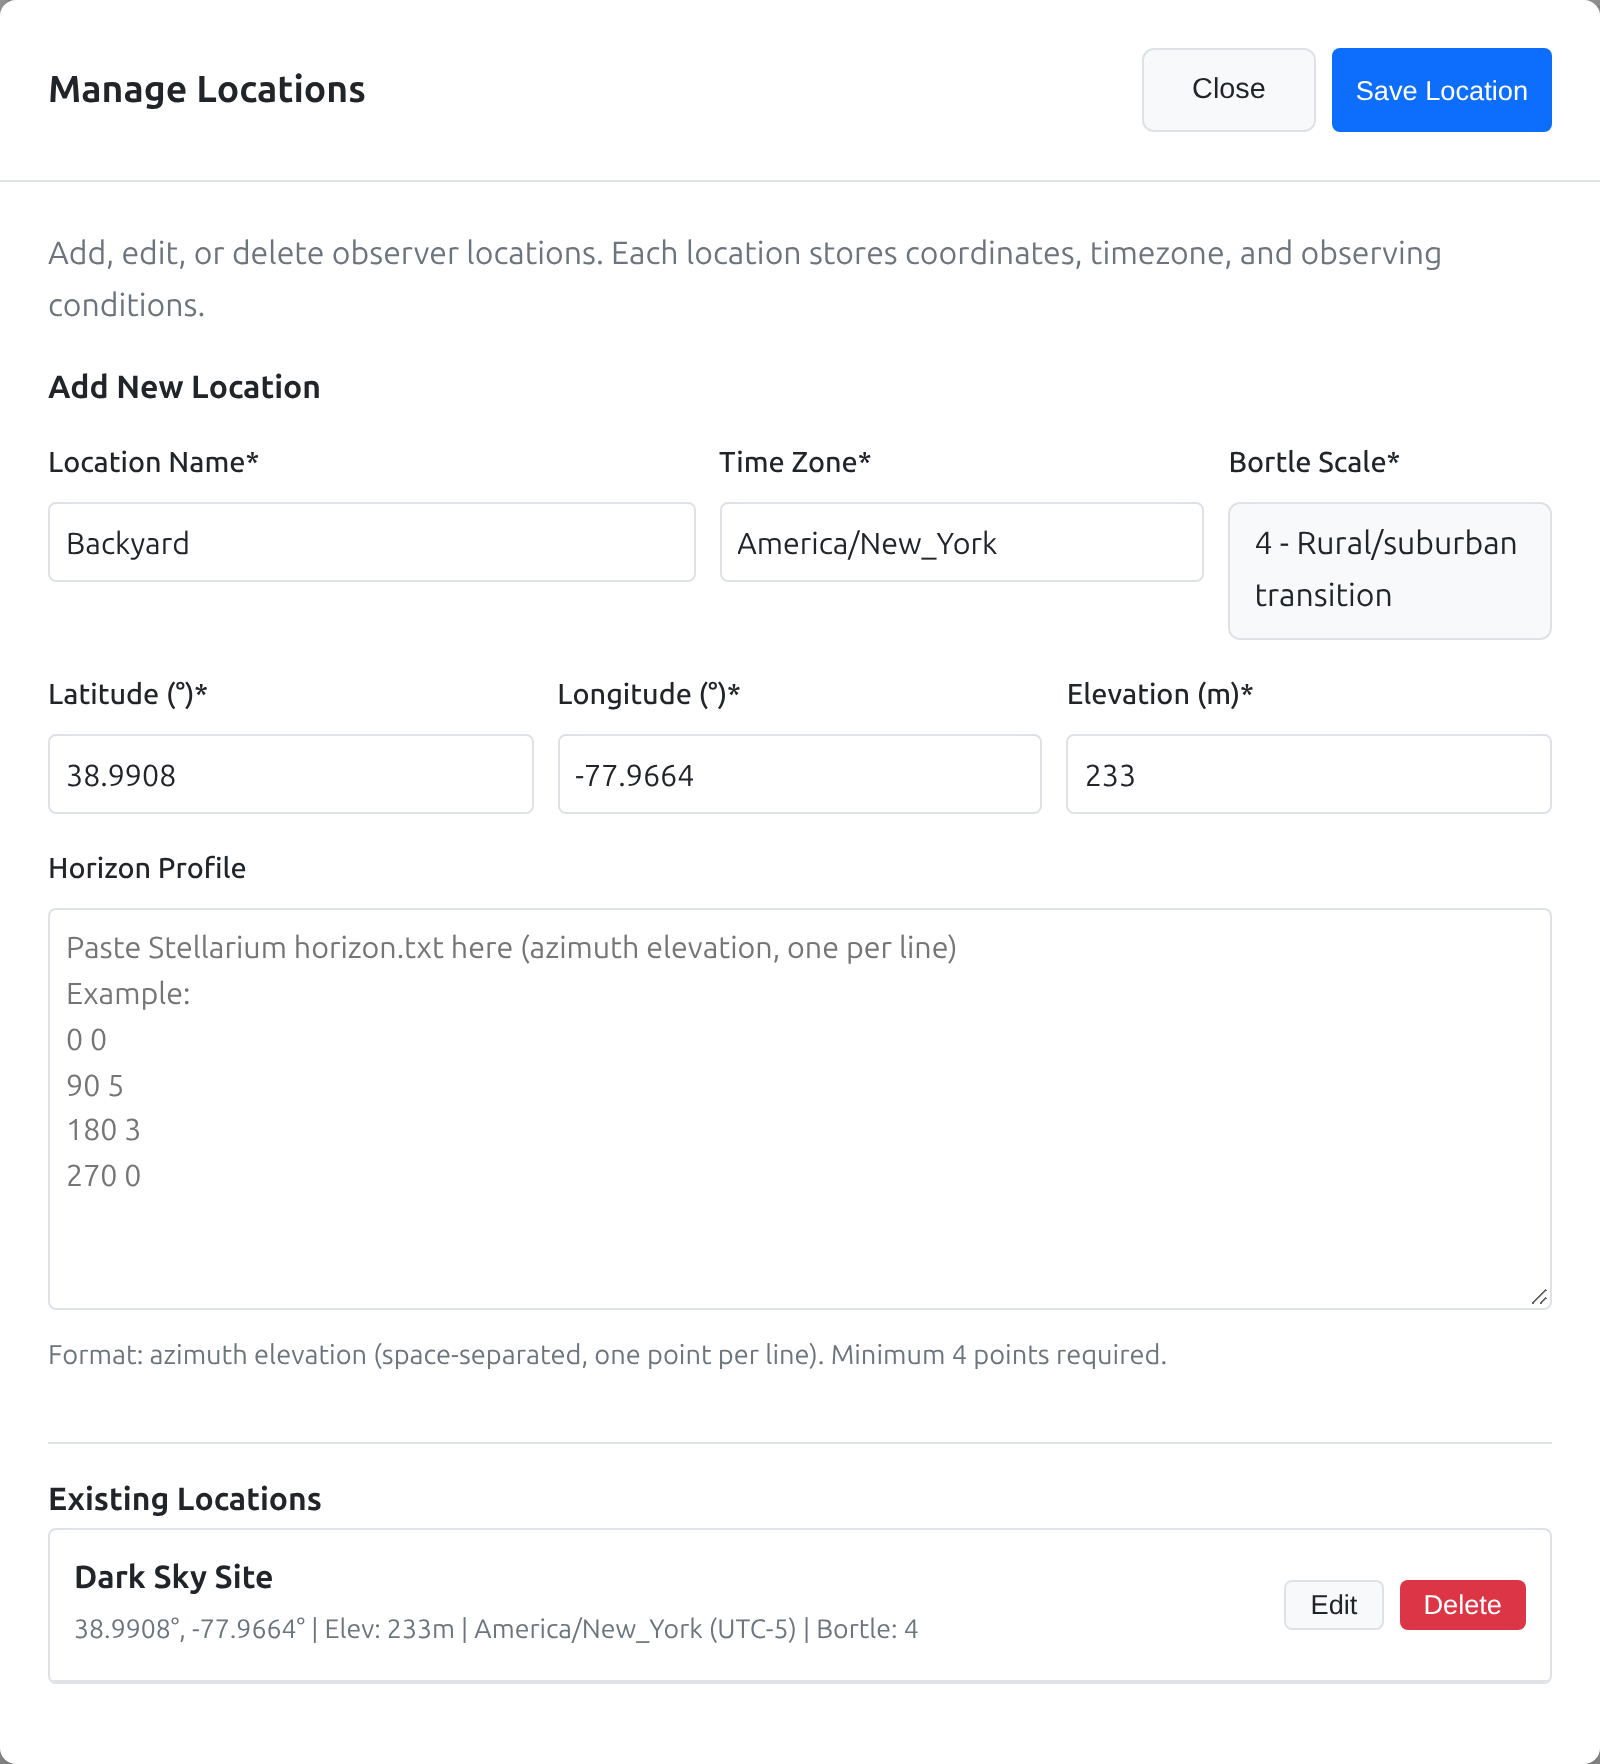 Manage Locations
Close
Save Location
Add, edit, or delete observer locations. Each location stores coordinates, timezone, and observing
conditions.
Add New Location
Location Name*
Time Zone*
Bortle Scale*
Backyard
America/New_York
4 - Rural/suburban
transition
Latitude (°)*
Longitude (°)*
Elevation (m)*
38.9908
-77.9664
233
Horizon Profile
Paste Stellarium horizon.txt here (azimuth elevation, one per line)
Example:
0 0
90 5
180 3
270 0
Format: azimuth elevation (space-separated, one point per line). Minimum 4 points required.
Existing Locations
Dark Sky Site
38.9908°, -77.9664° | Elev: 233m | America/New_York (UTC-5) | Bortle: 4
Edit
Delete